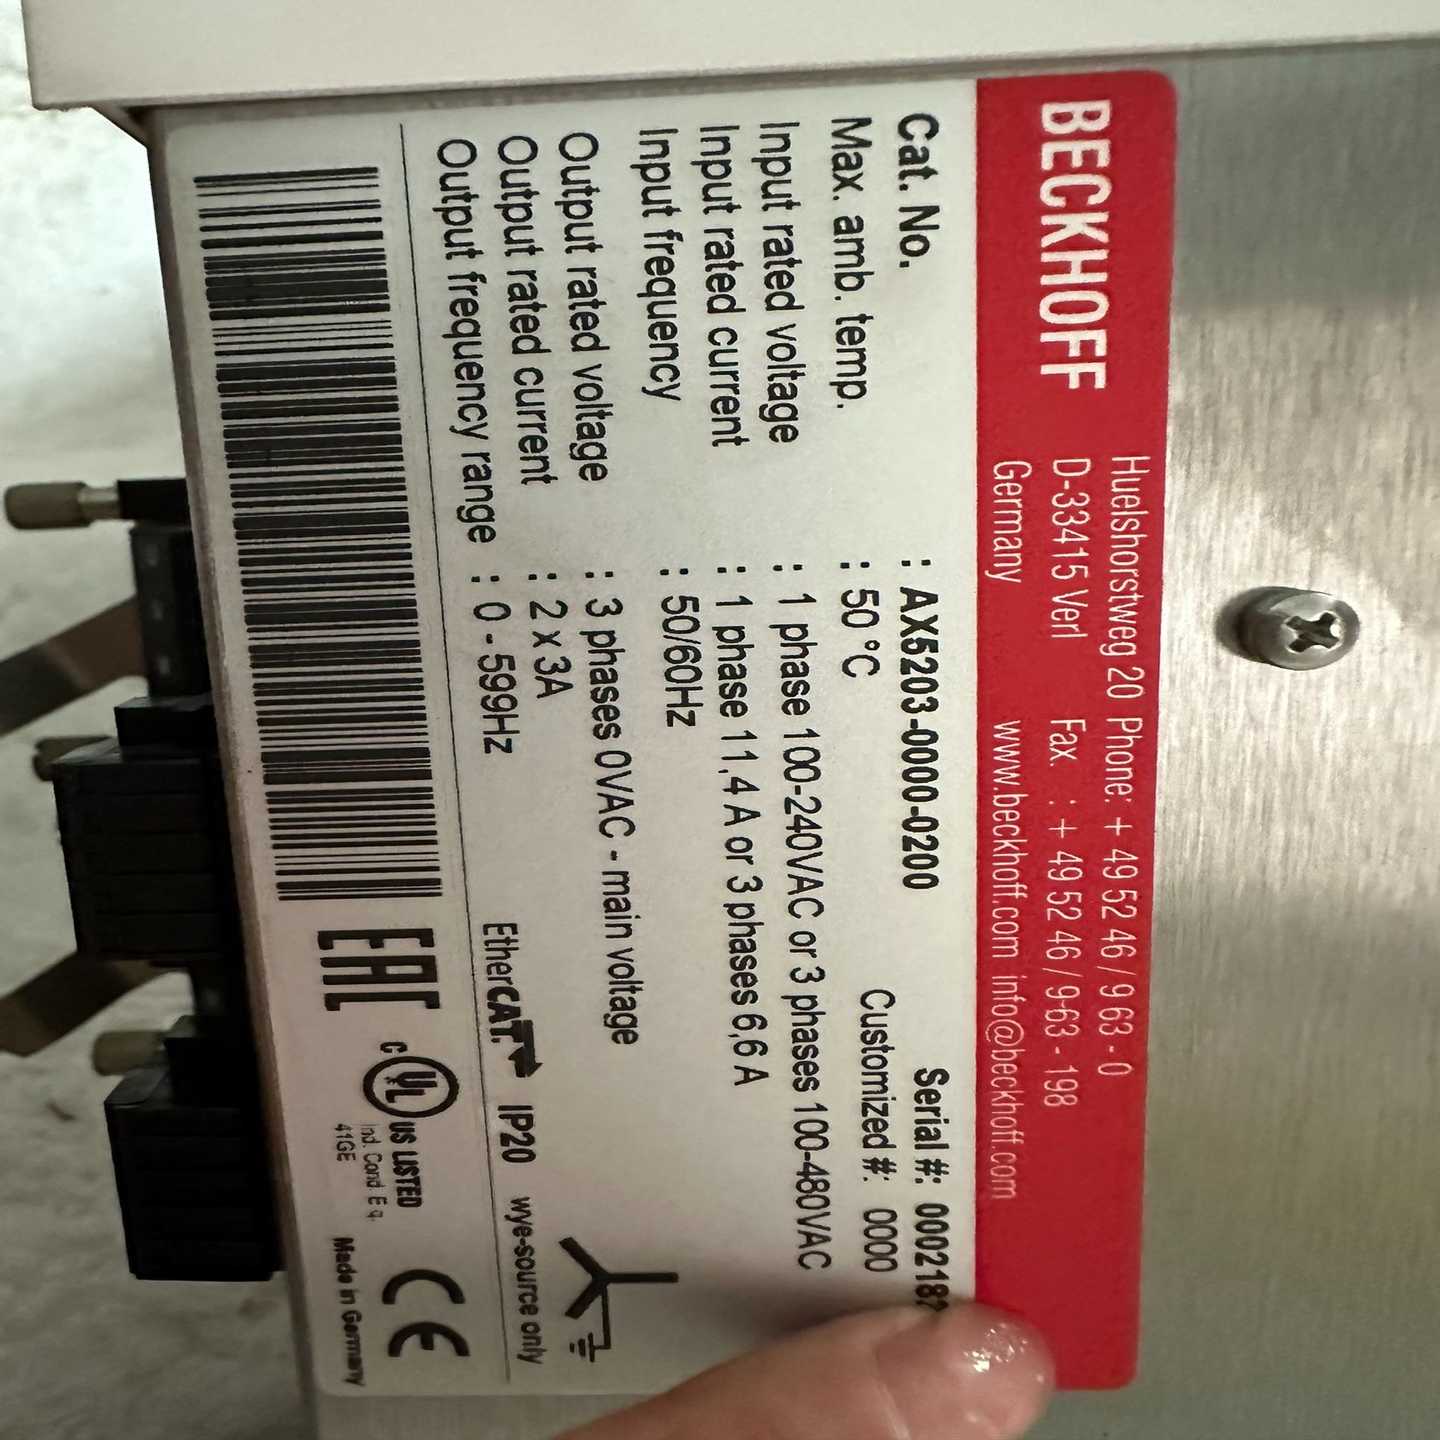 BECKHOFF
Huelshorstweg 20 Phone: + 49 52 46 / 9 63 - 0
D-33415 Verl Fax. : + 49 52 46 / 9-63 - 198
Germany www.beckhoff.com info@beckhoff.com
Cat. No. : AX5203-0000-0200 Serial #:
Max. amb. temp. : 50 °C Customized #: 0000
Input rated voltage : 1 phase 100-240VAC or 3 phases 100-480VAC
Input rated current : 1 phase 11,4 A or 3 phases 6,6 A
Input frequency : 50/60Hz
Output rated voltage : 3 phases 0VAC - main voltage
Output rated current : 2 x 3A
Output frequency range : 0 - 599Hz
EtherCAT. IP20 wye-source only
EAC
C UL US LISTED
Ind. Cond. Eq.
41GE
CE
Made in Germany